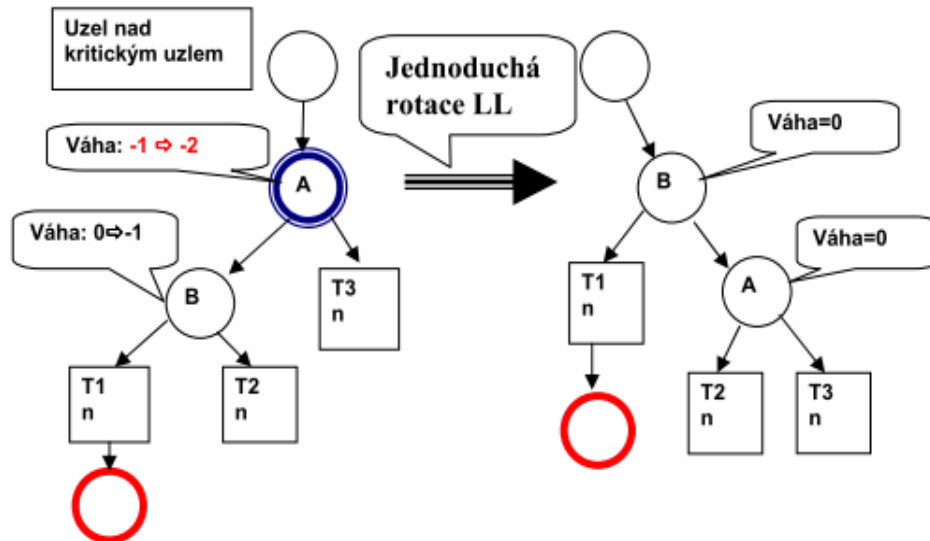 Uzel nad
kritickým uzlem
Jednoduchá
rotace LL
Váha: -1 ⇨ -2
A
Váha: 0⇨-1
B
T3
n
T1
n
T2
n
Váha=0
B
Váha=0
A
T1
n
T2
n
T3
n